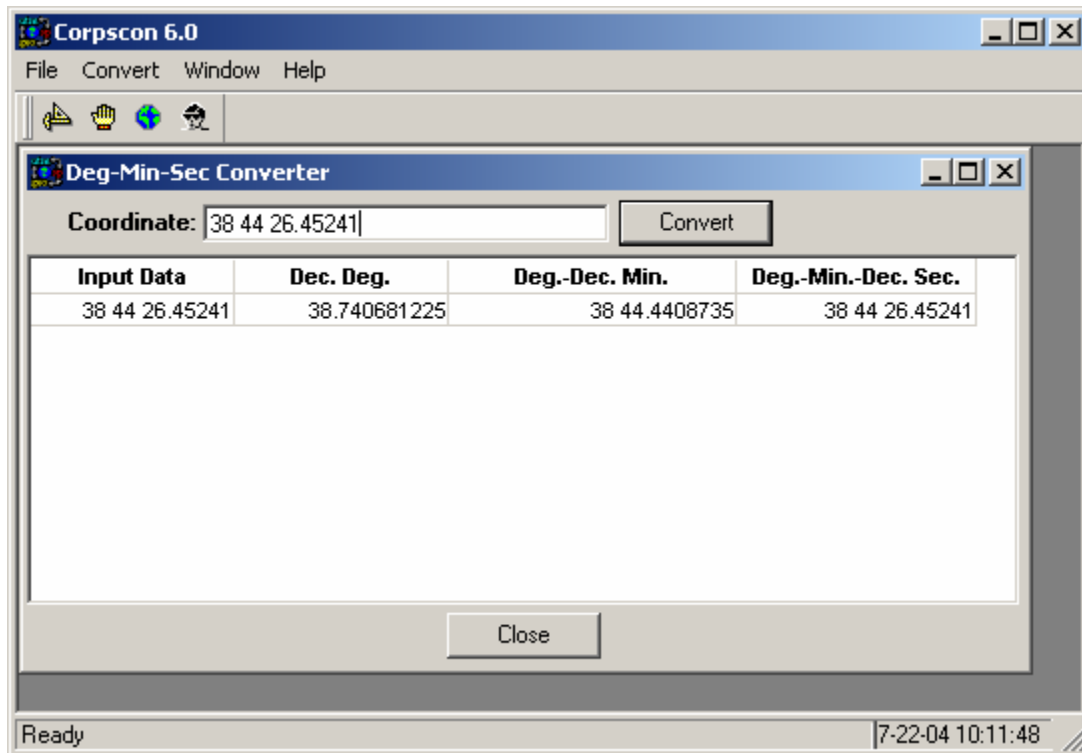 Corpscon 6.0
File Convert Window Help
Deg-Min-Sec Converter
Coordinate: 38 44 26.45241 Convert
Input Data Dec. Deg. Deg.-Dec. Min. Deg.-Min.-Dec. Sec.
38 44 26.45241 38.740681225 38 44.4408735 38 44 26.45241
Close
Ready 7-22-04 10:11:48